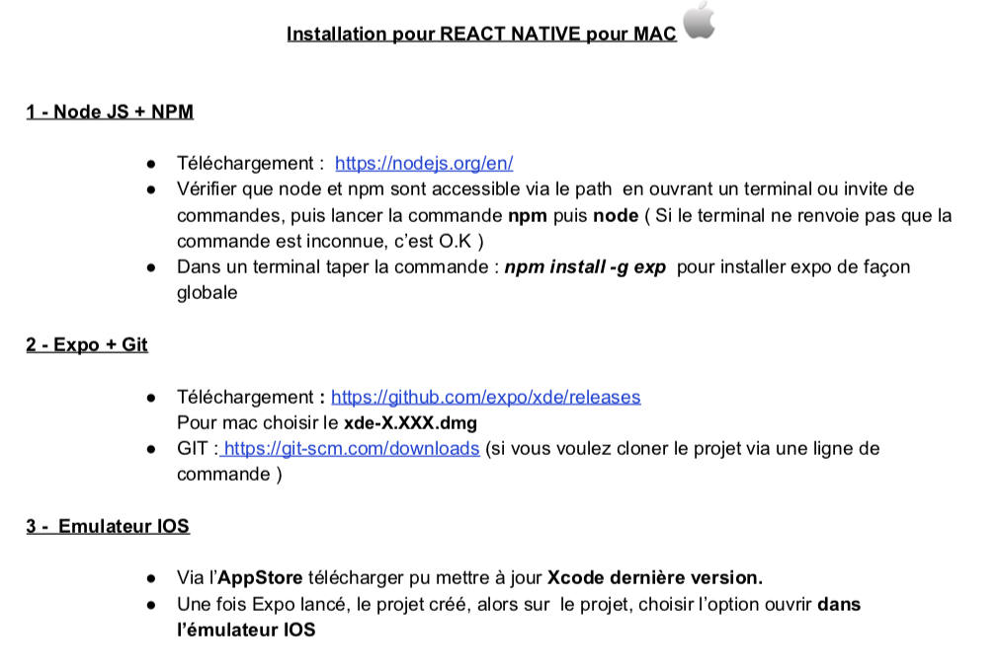 Installation pour REACT NATIVE pour MAC
1 - Node JS + NPM
● Téléchargement : https://nodejs.org/en/
● Vérifier que node et npm sont accessible via le path en ouvrant un terminal ou invite de
commandes, puis lancer la commande npm puis node ( Si le terminal ne renvoie pas que la
commande est inconnue, c’est O.K )
● Dans un terminal taper la commande : npm install -g exp pour installer expo de façon
globale
2 - Expo + Git
● Téléchargement : https://github.com/expo/xde/releases
Pour mac choisir le xde-X.XXX.dmg
● GIT : https://git-scm.com/downloads (si vous voulez cloner le projet via une ligne de
commande )
3 - Emulateur IOS
● Via l’AppStore télécharger pu mettre à jour Xcode dernière version.
● Une fois Expo lancé, le projet créé, alors sur le projet, choisir l’option ouvrir dans
l’émulateur IOS